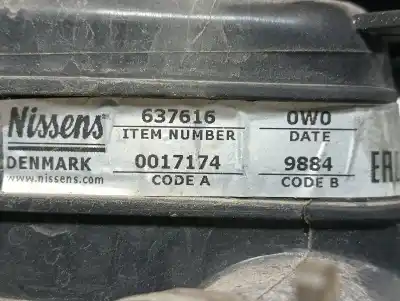 Nissens
DENMARK
www.nissens.com
637616
ITEM NUMBER
0017174
CODE A
0W0
DATE
9884
CODE B